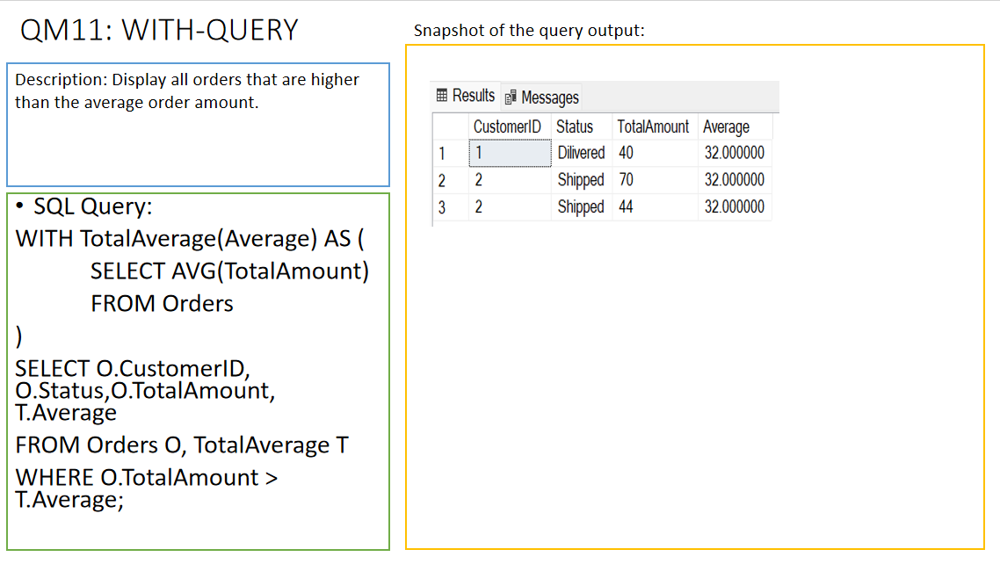 QM11: WITH-QUERY
Description: Display all orders that are higher
than the average order amount.
• SQL Query:
WITH TotalAverage(Average) AS (
SELECT AVG(TotalAmount)
FROM Orders
)
SELECT O.CustomerID,
O.Status,O.TotalAmount,
T.Average
FROM Orders O, TotalAverage T
WHERE O.TotalAmount >
T.Average;
Snapshot of the query output:
Results Messages
CustomerID Status TotalAmount Average
1 1 Dilivered 40 32.000000
2 2 Shipped 70 32.000000
3 2 Shipped 44 32.000000